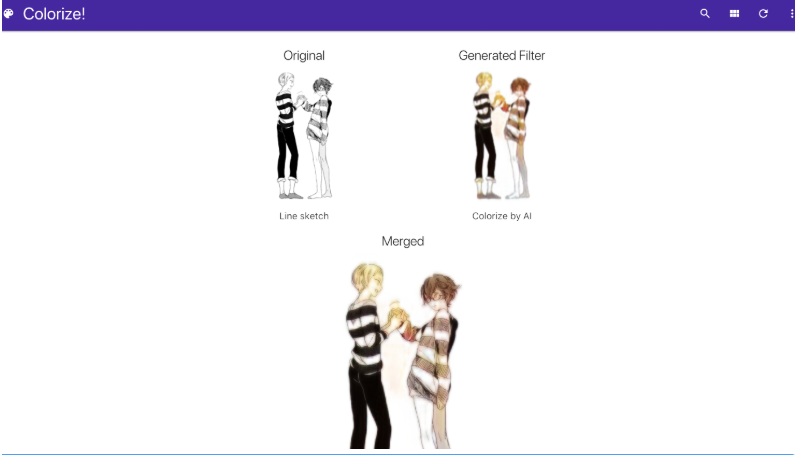 Colorize!
Original
Generated Filter
Line sketch
Colorize by AI
Merged